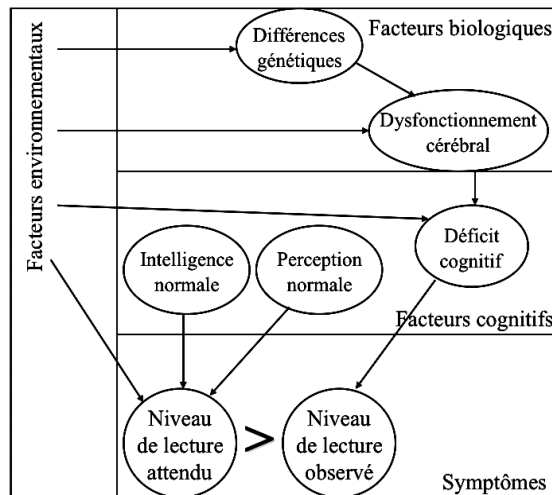 Facteurs environnementaux
Facteurs biologiques
Différences
génétiques
Dysfonctionnement
cérébral
Déficit
cognitif
Intelligence
normale
Perception
normale
Facteurs cognitifs
Niveau
de lecture
attendu
>
Niveau
de lecture
observé
Symptômes